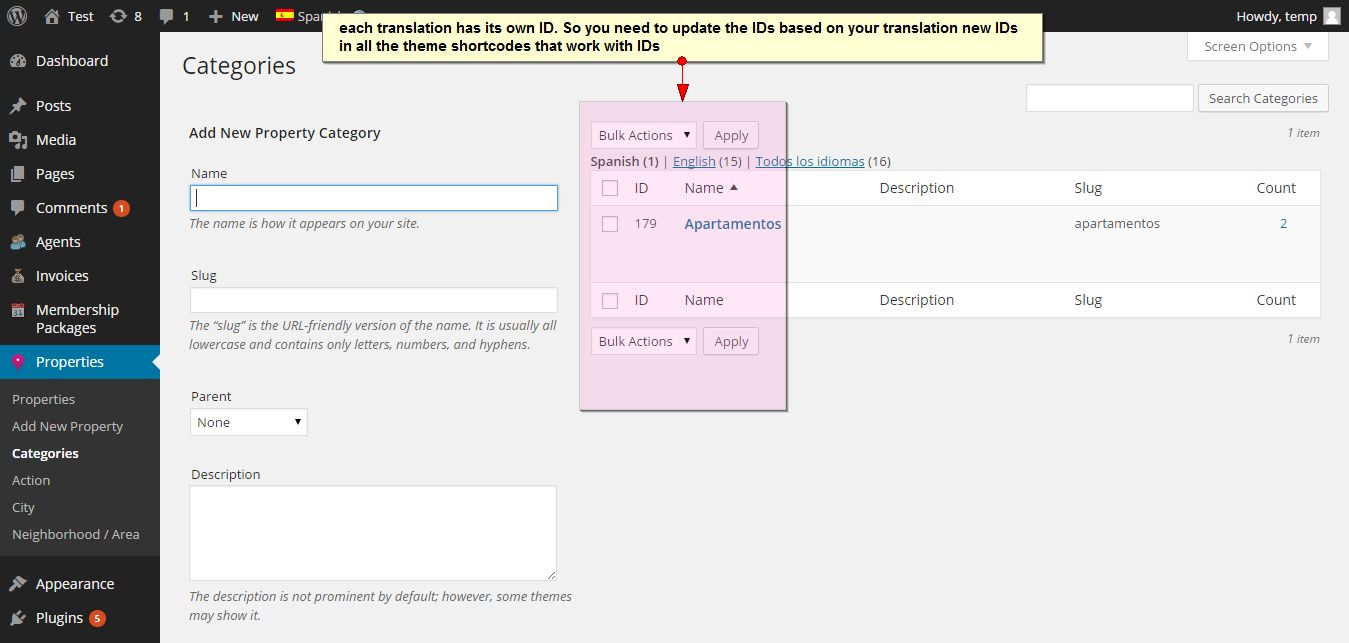 Test 8 1 New Spanis Howdy, temp
each translation has its own ID. So you need to update the IDs based on your translation new IDs
in all the theme shortcodes that work with IDs
Screen Options
Dashboard
Posts
Media
Pages
Comments 1
Agents
Invoices
Membership
Packages
Properties
Properties
Add New Property
Categories
Action
City
Neighborhood / Area
Appearance
Plugins 5
Categories
Search Categories
Add New Property Category
Name
The name is how it appears on your site.
Slug
The “slug” is the URL-friendly version of the name. It is usually all
lowercase and contains only letters, numbers, and hyphens.
Parent
None
Description
The description is not prominent by default; however, some themes
may show it.
Bulk Actions Apply
1 item
Spanish (1) | English (15) | Todos los idiomas (16)
ID Name Description Slug Count
179 Apartamentos apartamentos 2
ID Name Description Slug Count
Bulk Actions Apply
1 item